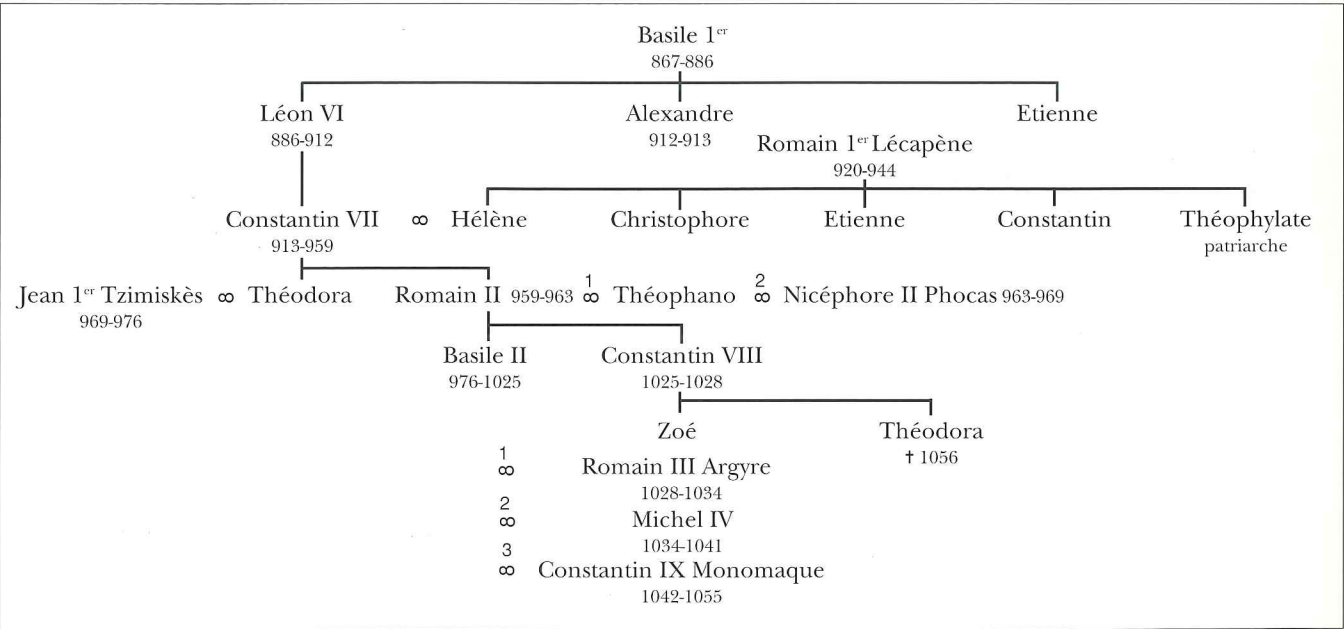 Basile 1er
867-886
Léon VI Alexandre Etienne
886-912 912-913
Romain 1er Lécapène
920-944
Constantin VII ∞ Hélène Christophore Etienne Constantin Théophylate
913-959 patriarche
Jean 1er Tzimiskès ∞ Théodora Romain II 959-963 1 ∞ Théophano 2 ∞ Nicéphore II Phocas 963-969
969-976
Basile II Constantin VIII
976-1025 1025-1028
Zoé Théodora
† 1056
1 ∞ Romain III Argyre
1028-1034
2 ∞ Michel IV
1034-1041
3 ∞ Constantin IX Monomaque
1042-1055